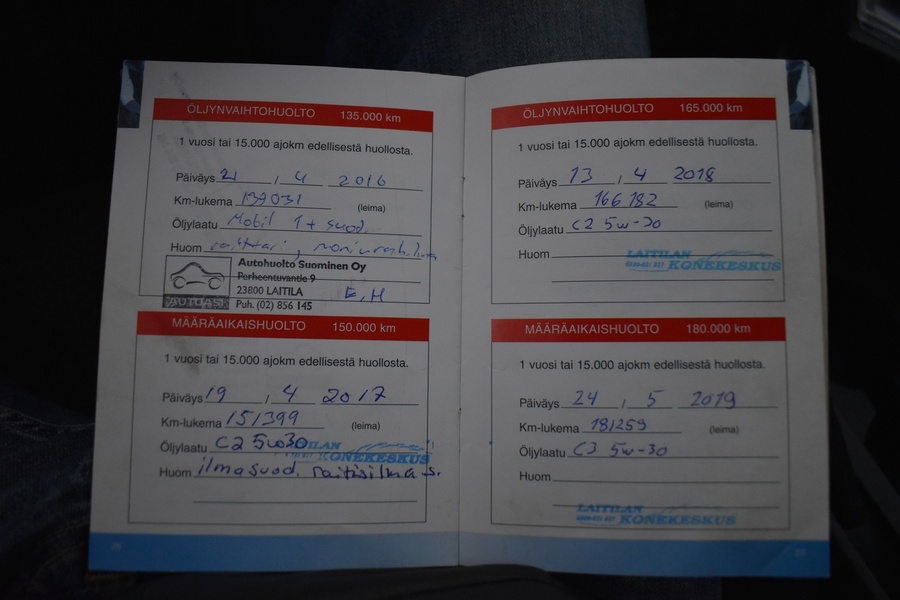 ÖLJYNVAIHTOHUOLTO 135.000 km
1 vuosi tai 15.000 ajokm edellisestä huollosta.
Päiväys 21 / 4 2016
Km-lukema 139031 (leima)
Öljylaatu Mobil 1 + suod.
Huom
AUTOASI
Autohuolto Suominen Oy
Perheentuvantie 9
23800 LAITILA
Puh. (02) 856 145
E.H
MÄÄRÄAIKAISHUOLTO 150.000 km
1 vuosi tai 15.000 ajokm edellisestä huollosta.
Päiväys 19 / 4 2017
Km-lukema 151399 (leima)
Öljylaatu C2 5w30
LAITILAN
KONEKESKUS
Huom ilmasuod. raitisilma s.
ÖLJYNVAIHTOHUOLTO 165.000 km
1 vuosi tai 15.000 ajokm edellisestä huollosta.
Päiväys 13 / 4 2018
Km-lukema 166182 (leima)
Öljylaatu C2 5w-30
Huom
LAITILAN
KONEKESKUS
MÄÄRÄAIKAISHUOLTO 180.000 km
1 vuosi tai 15.000 ajokm edellisestä huollosta.
Päiväys 24 / 5 2019
Km-lukema 181259 (leima)
Öljylaatu C3 5w-30
Huom
LAITILAN
KONEKESKUS
27